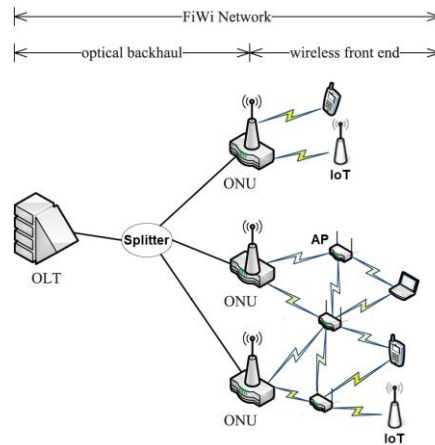 FiWi Network
optical backhaul
wireless front end
ONU
IoT
Splitter
OLT
AP
ONU
ONU
IoT